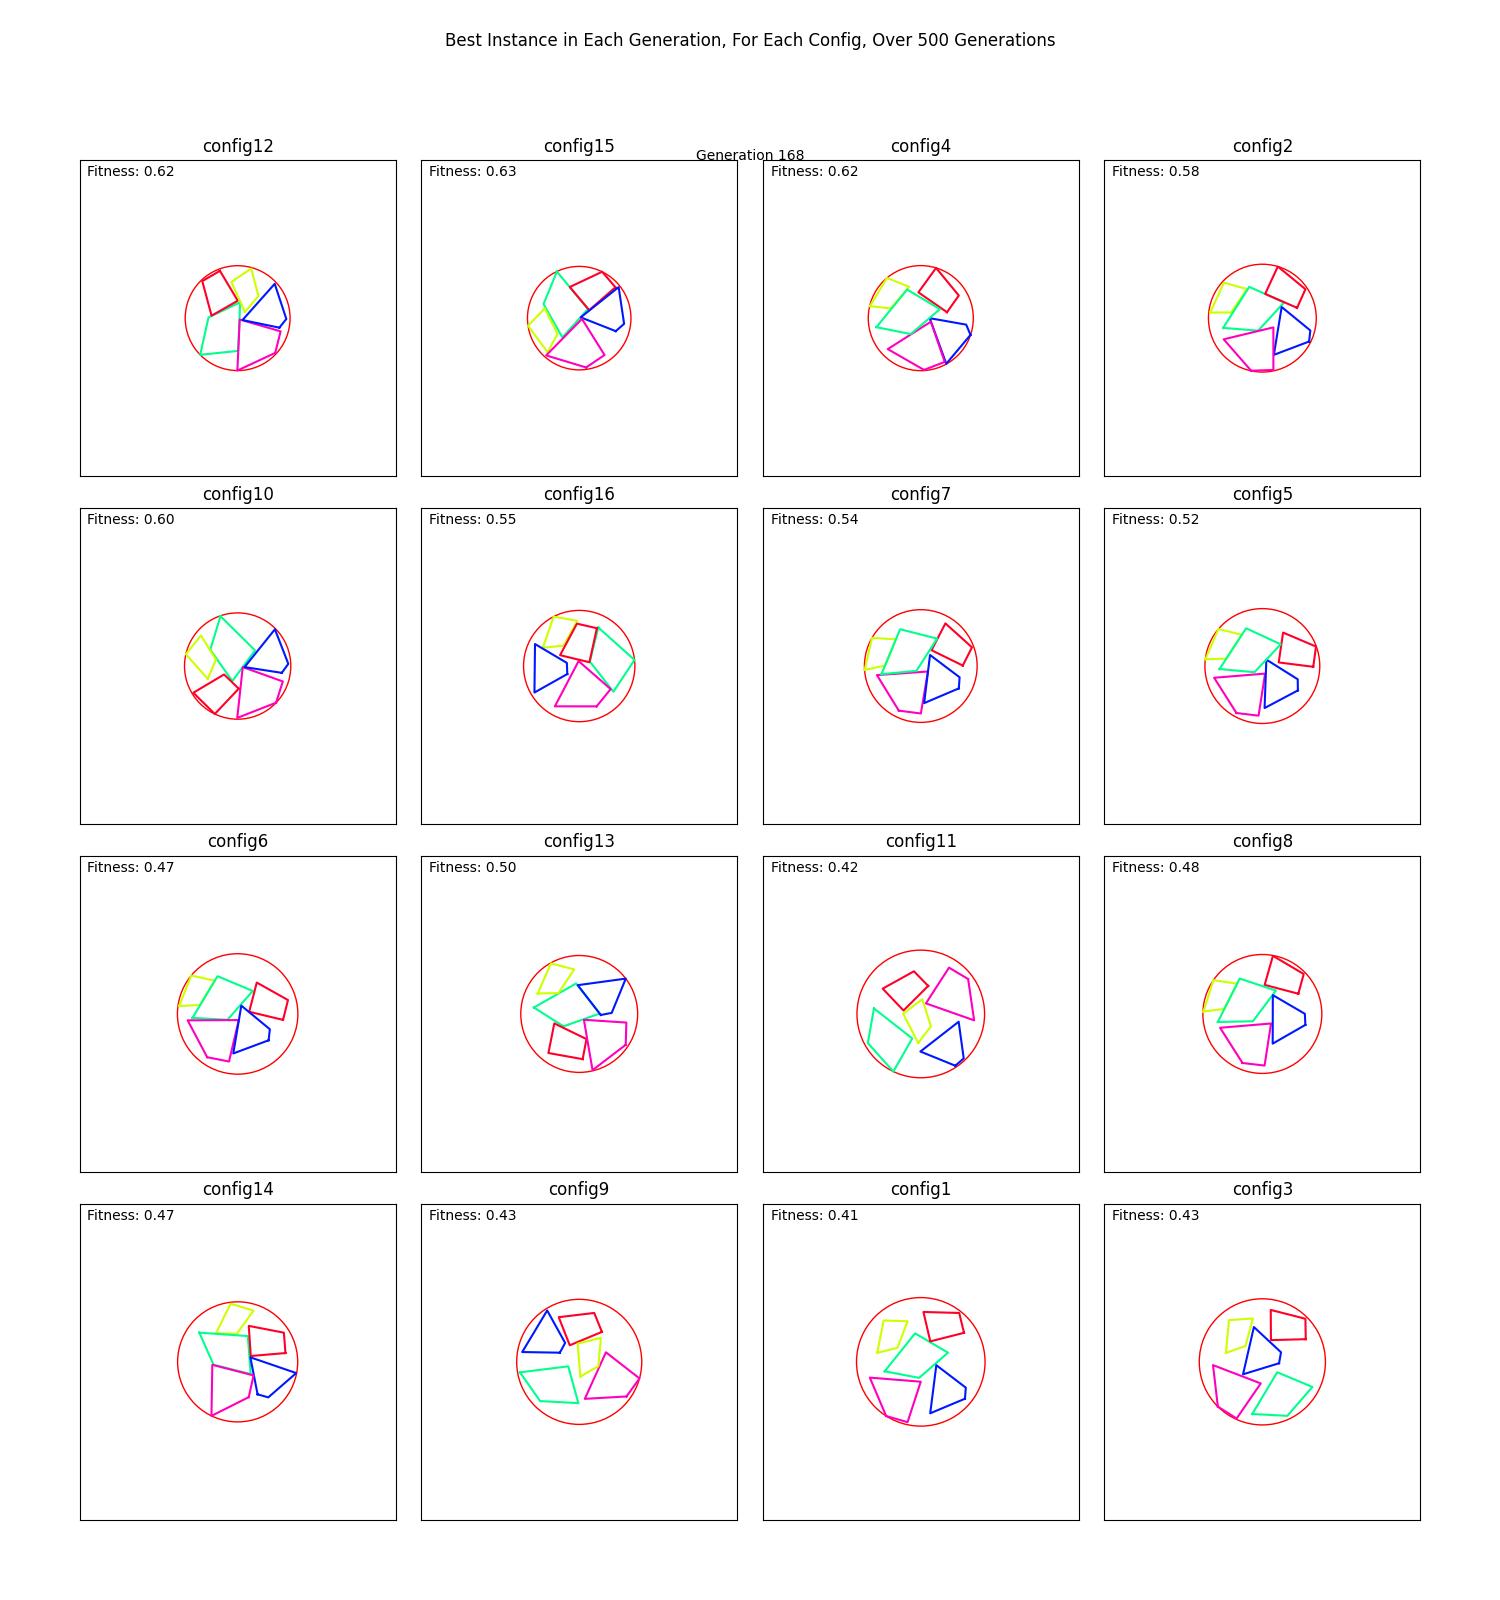 Best Instance in Each Generation, For Each Config, Over 500 Generations
Generation 168
config12
Fitness: 0.62
config15
Fitness: 0.63
config4
Fitness: 0.62
config2
Fitness: 0.58
config10
Fitness: 0.60
config16
Fitness: 0.55
config7
Fitness: 0.54
config5
Fitness: 0.52
config6
Fitness: 0.47
config13
Fitness: 0.50
config11
Fitness: 0.42
config8
Fitness: 0.48
config14
Fitness: 0.47
config9
Fitness: 0.43
config1
Fitness: 0.41
config3
Fitness: 0.43